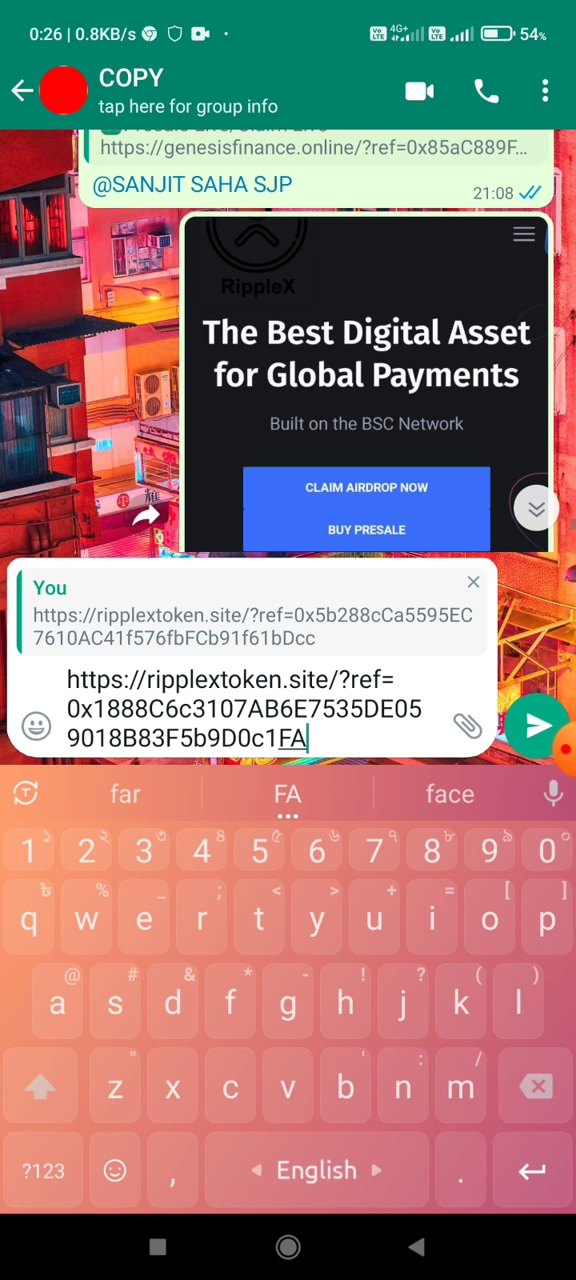 0:26 | 0.8KB/s
4G+
54%
COPY
tap here for group info
https://genesisfinance.online/?ref=0x85aC889F...
@SANJIT SAHA SJP
21:08
RippleX
The Best Digital Asset
for Global Payments
Built on the BSC Network
CLAIM AIRDROP NOW
BUY PRESALE
You
https://ripplextoken.site/?ref=0x5b288cCa5595EC
7610AC41f576fbFCb91f61bDcc
https://ripplextoken.site/?ref=
0x1888C6c3107AB6E7535DE05
9018B83F5b9D0c1FA
far FA face
1 2 3 4 5 6 7 8 9 0
q w e r t y u i o p
a s d f g h j k l
z x c v b n m
?123 , English .